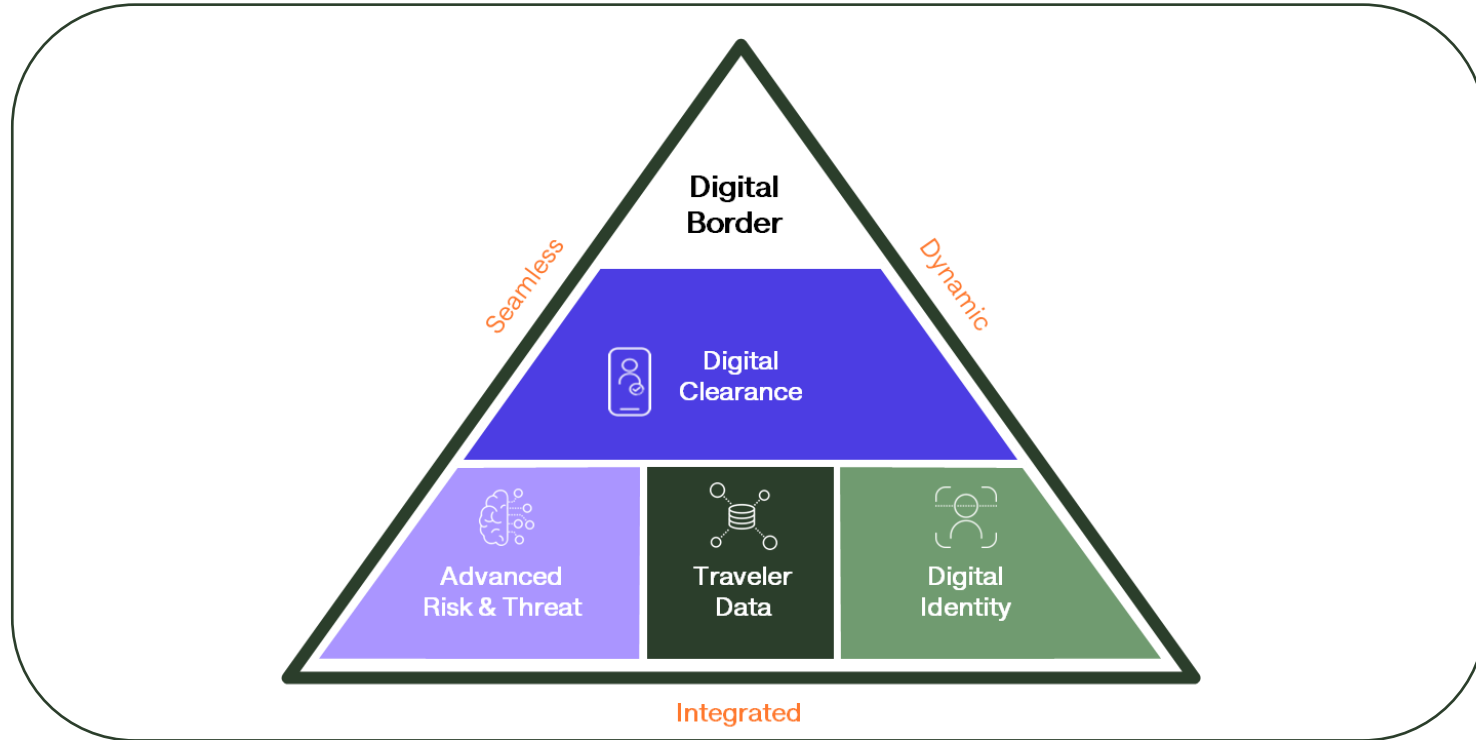 Digital
Border
Seamless
Dynamic
Digital
Clearance
Advanced
Risk & Threat
Traveler
Data
Digital
Identity
Integrated